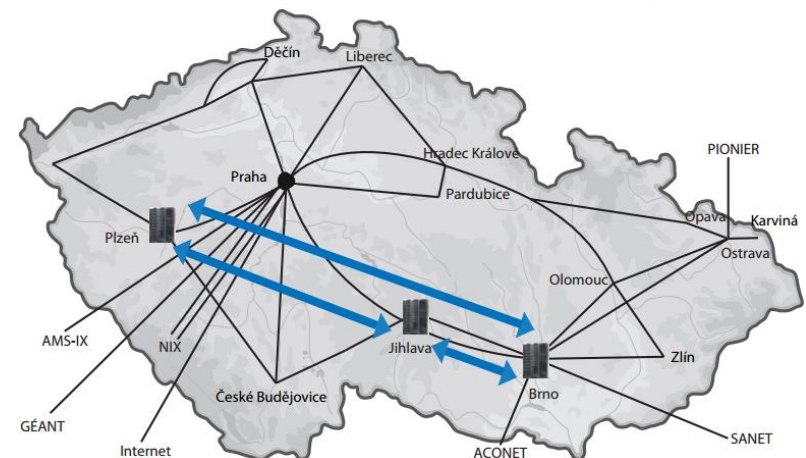 Děčín
Liberec
Hradec Králové
PIONIER
Praha
Pardubice
Opava
Karviná
Plzeň
Ostrava
Olomouc
AMS-IX
NIX
Jihlava
Zlín
České Budějovice
Brno
GÉANT
Internet
ACONET
SANET